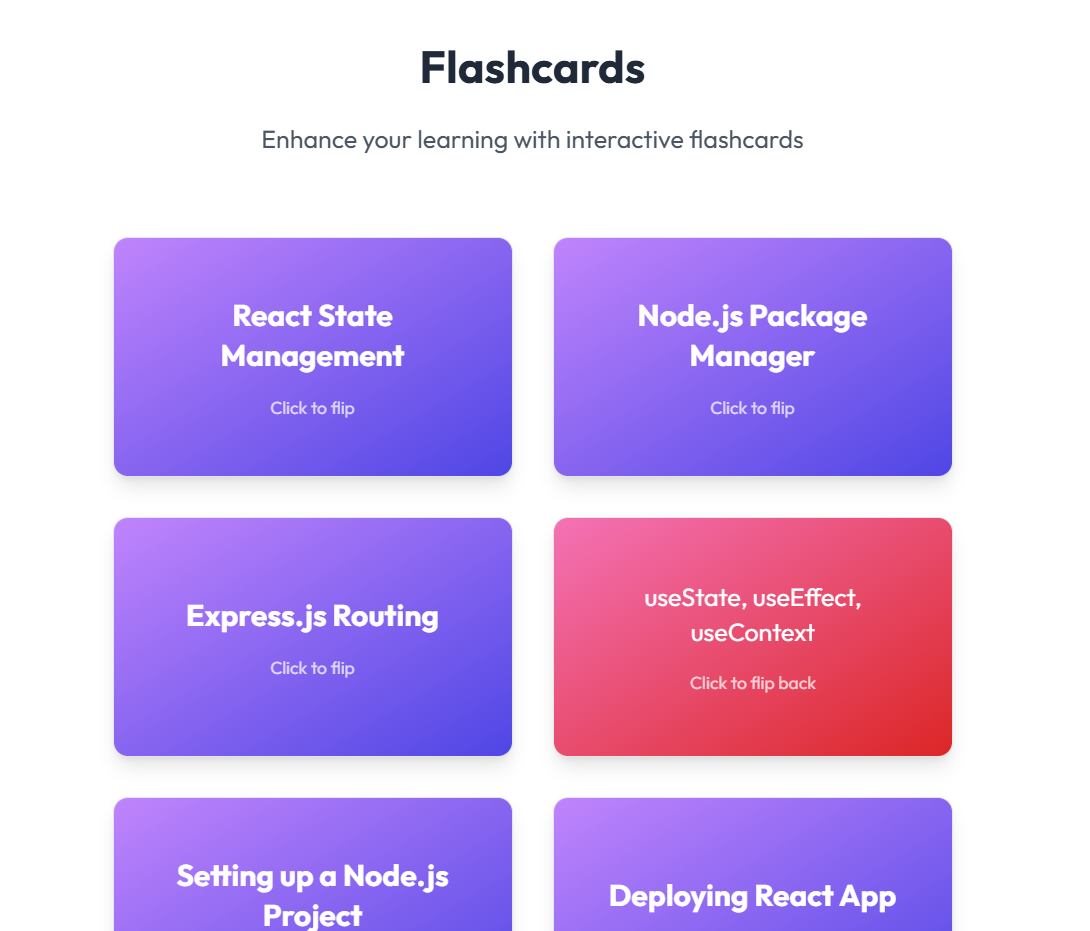 Flashcards
Enhance your learning with interactive flashcards
React State
Management
Click to flip
Node.js Package
Manager
Click to flip
Express.js Routing
Click to flip
useState, useEffect,
useContext
Click to flip back
Setting up a Node.js
Project
Deploying React App